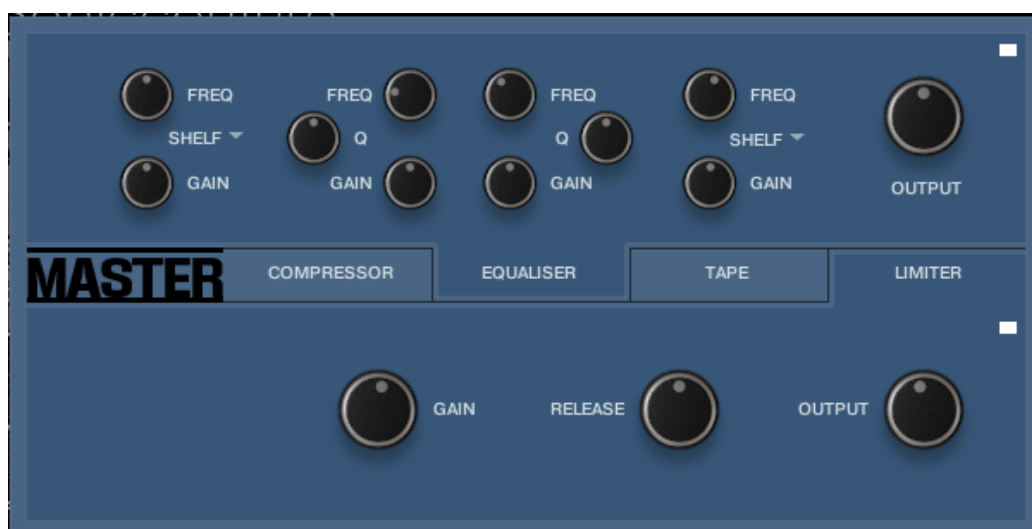 FREQ FREQ FREQ FREQ
SHELF Q Q SHELF
GAIN GAIN GAIN GAIN OUTPUT
MASTER COMPRESSOR EQUALISER TAPE LIMITER
GAIN RELEASE OUTPUT